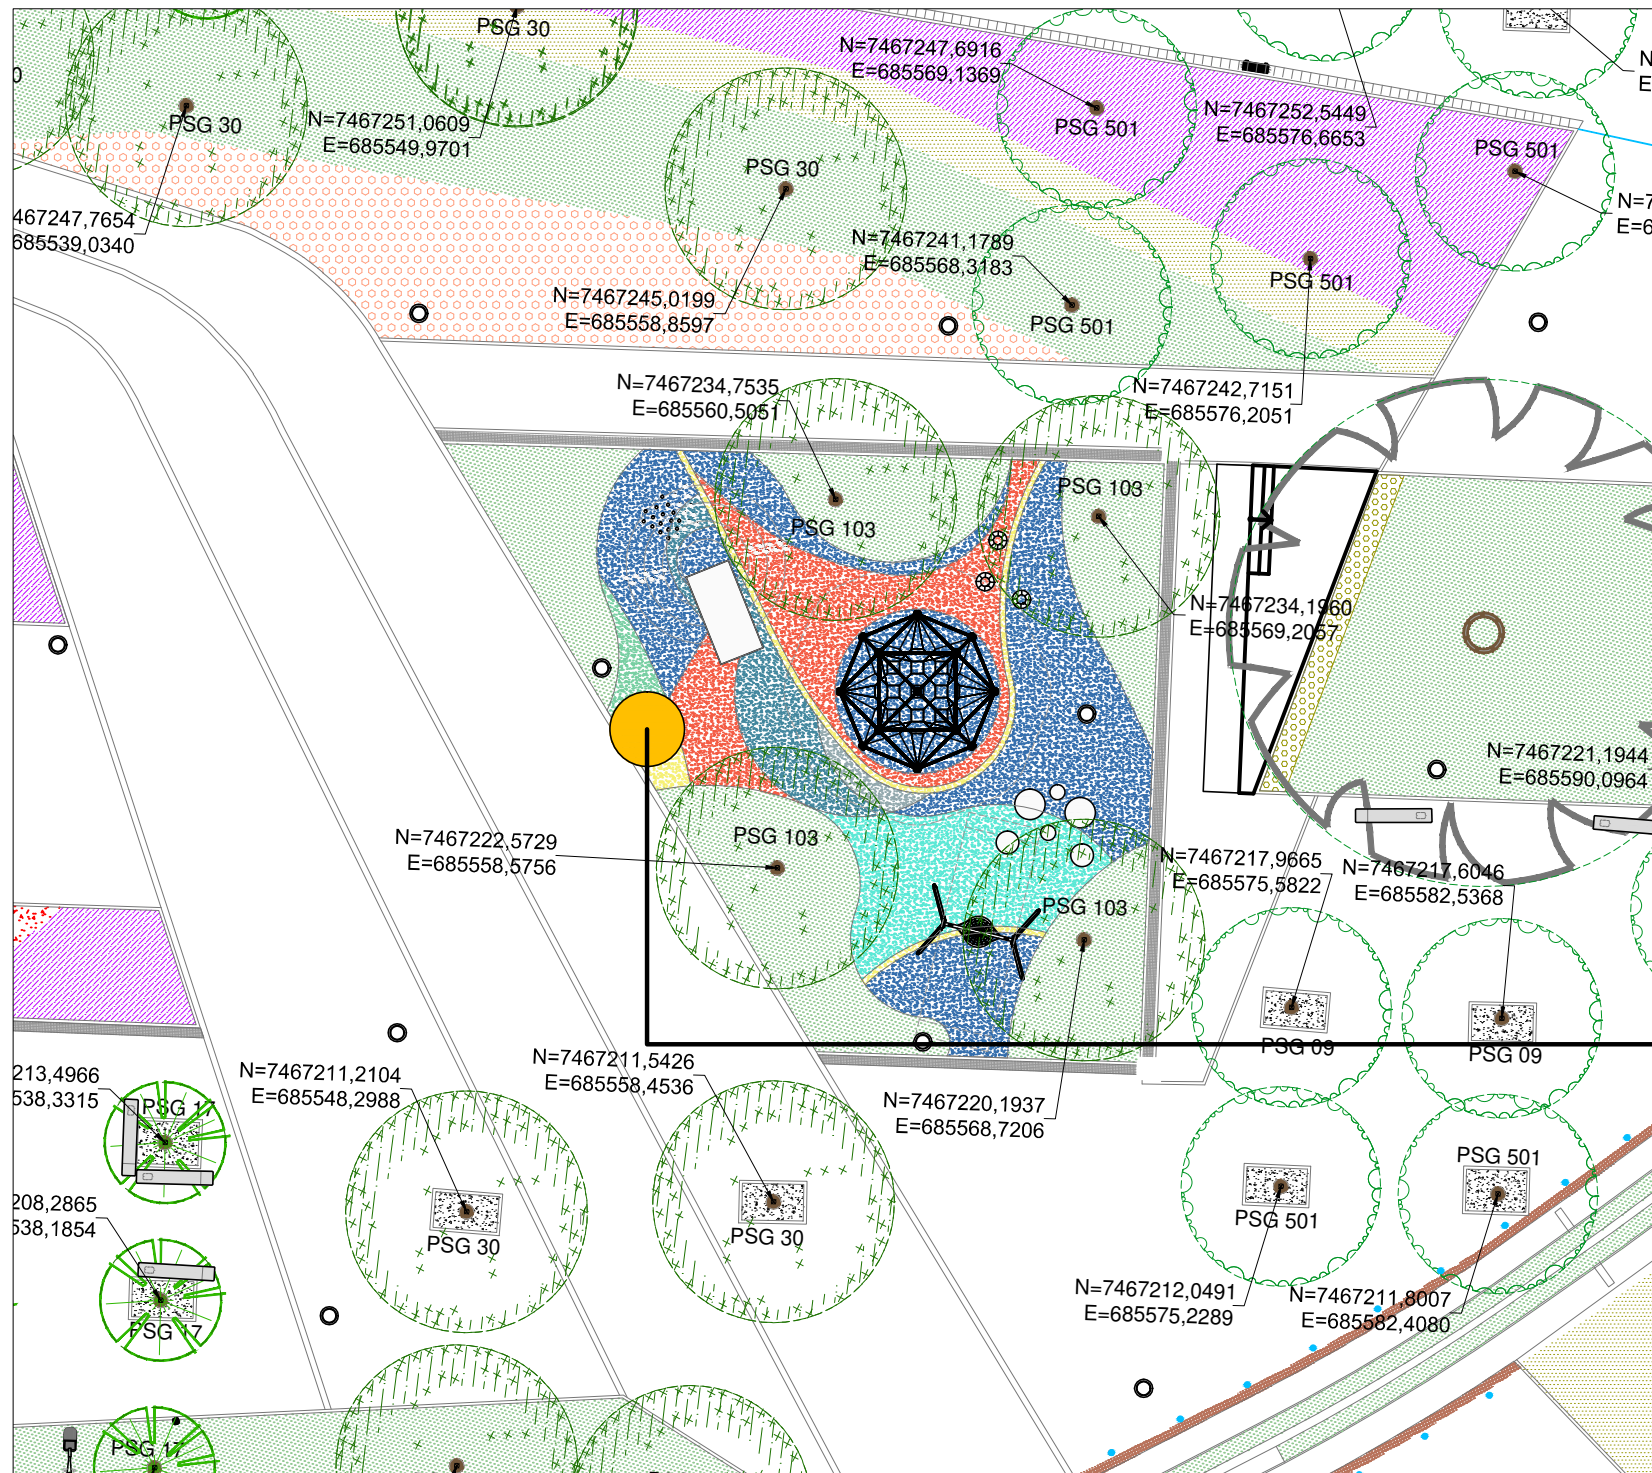 PSG 30
N=7467247,6916
E=685569,1369
PSG 30
N=7467251,0609
E=685549,9701
PSG 501
N=7467252,5449
E=685576,6653
PSG 501
PSG 30
467247,7654
685539,0340
N=7467241,1789
E=685568,3183
PSG 501
N=7467245,0199
E=685558,8597
PSG 501
N=7467234,7535
E=685560,5051
N=7467242,7151
E=685576,2051
PSG 103
PSG 103
N=7467234,1960
E=685569,2057
N=7467221,1944
E=685590,0964
N=7467222,5729
E=685558,5756
PSG 103
PSG 103
N=7467217,9665
E=685575,5822
N=7467217,6046
E=685582,5368
PSG 09
PSG 09
213,4966
538,3315
PSG 17
N=7467211,2104
E=685548,2988
N=7467211,5426
E=685558,4536
N=7467220,1937
E=685568,7206
PSG 501
PSG 501
208,2865
538,1854
PSG 30
PSG 30
N=7467212,0491
E=685575,2289
N=7467211,8007
E=685582,4080
PSG 17
PSG 17